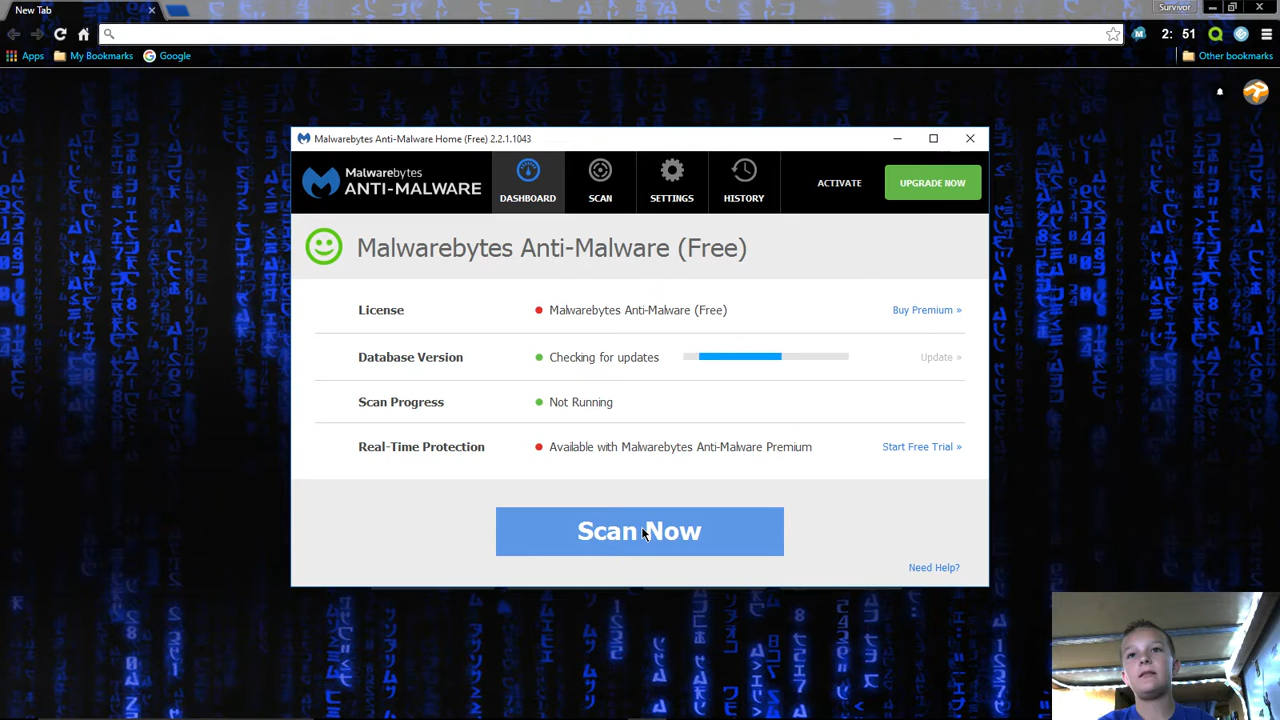 New Tab
Survivor
2: 51
Apps
My Bookmarks
Google
Other bookmarks
Malwarebytes Anti-Malware Home (Free) 2.2.1.1043
Malwarebytes
ANTI-MALWARE
DASHBOARD
SCAN
SETTINGS
HISTORY
ACTIVATE
UPGRADE NOW
Malwarebytes Anti-Malware (Free)
License
Malwarebytes Anti-Malware (Free)
Buy Premium »
Database Version
Checking for updates
Update »
Scan Progress
Not Running
Real-Time Protection
Available with Malwarebytes Anti-Malware Premium
Start Free Trial »
Scan Now
Need Help?